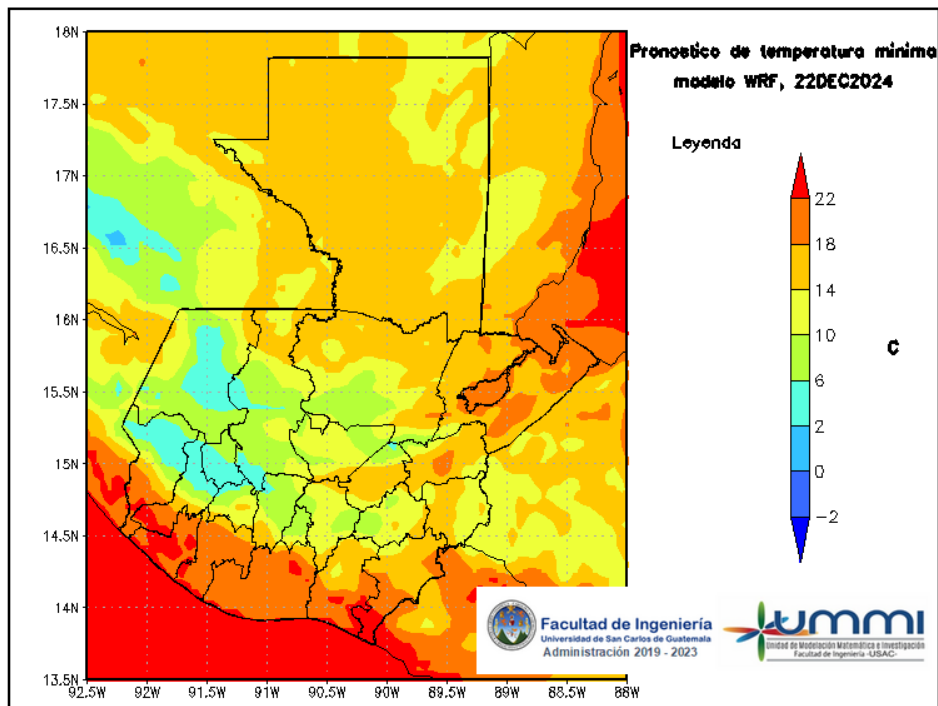 Pronostico de temperatura minima
modelo WRF, 22DEC2024
Leyenda
22
18
14
10
6
2
0
−2
C
18N
17.5N
17N
16.5N
16N
15.5N
15N
14.5N
14N
13.5N
92.5W 92W 91.5W 91W 90.5W 90W 89.5W 89W 88.5W 88W
Facultad de Ingeniería
Universidad de San Carlos de Guatemala
Administración 2019 - 2023
ummi
Unidad de Modelación Matemática e Investigación
Facultad de Ingeniería -USAC-